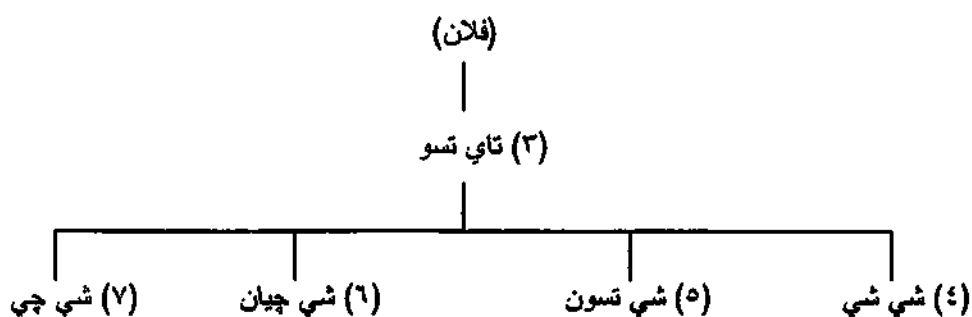 (فلان)
(٣) تاي تسو
(٤) شي شي (٥) شي تسون (٦) شي چيان (٧) شي چي